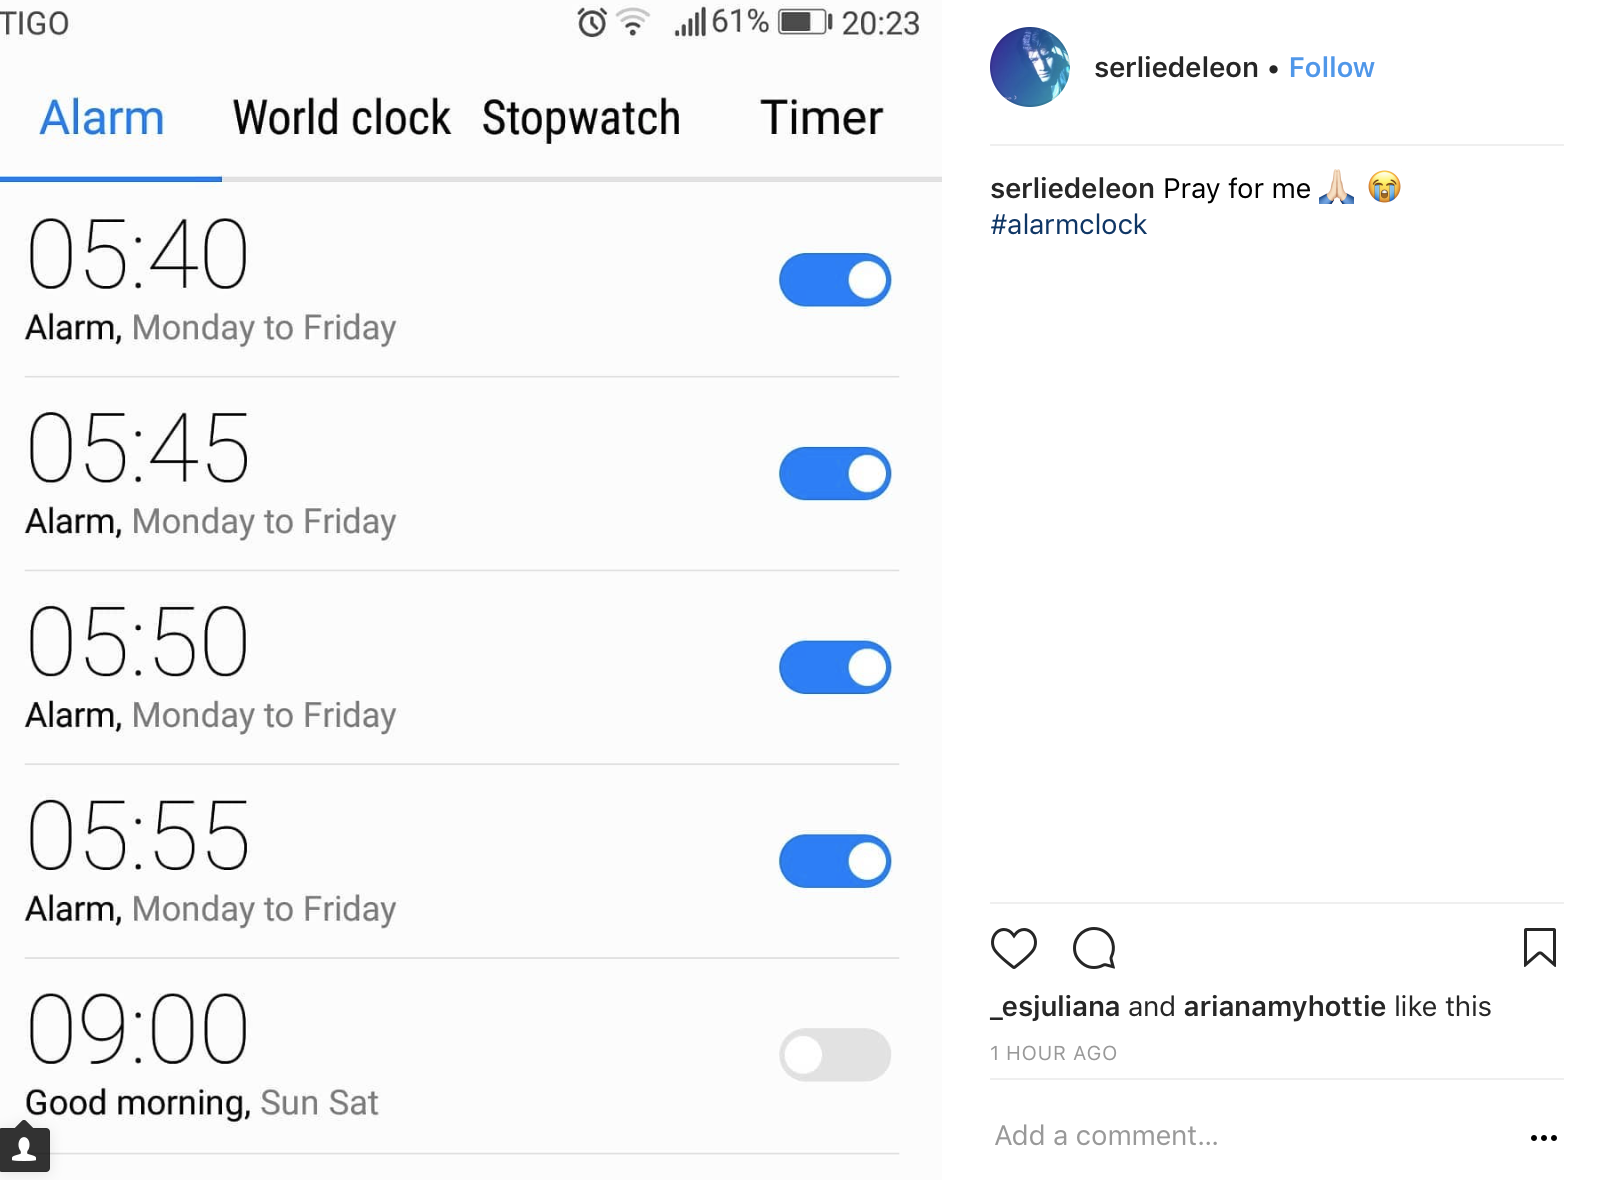 TIGO 61% 20:23
Alarm World clock Stopwatch Timer
05:40
Alarm, Monday to Friday
05:45
Alarm, Monday to Friday
05:50
Alarm, Monday to Friday
05:55
Alarm, Monday to Friday
09:00
Good morning, Sun Sat
serliedeleon • Follow
serliedeleon Pray for me 🙏🏻 😭
#alarmclock
_esjuliana and arianamyhottie like this
1 HOUR AGO
Add a comment...